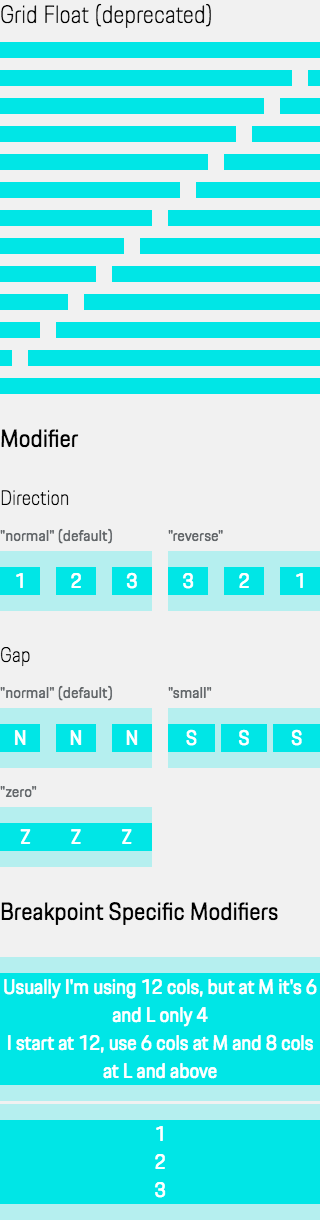 Grid Float (deprecated)
Modifier
Direction
"normal" (default) "reverse"
1 2 3 3 2 1
Gap
"normal" (default) "small"
N N N S S S
"zero"
Z Z Z
Breakpoint Specific Modifiers
Usually I'm using 12 cols, but at M it's 6
and L only 4
I start at 12, use 6 cols at M and 8 cols
at L and above
1
2
3